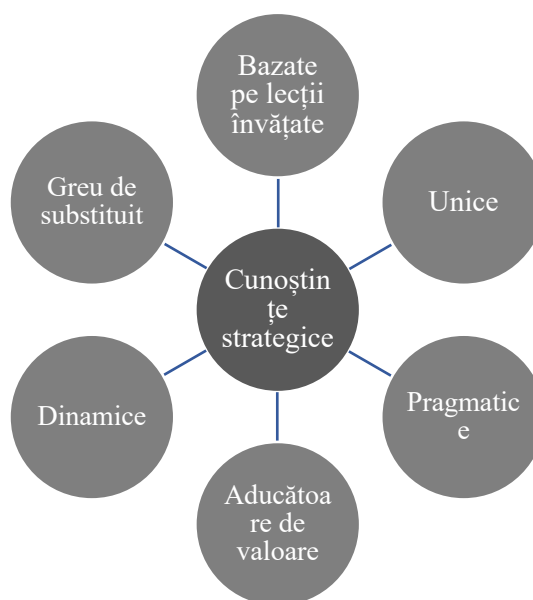 Bazate
pe lecții
învățate
Greu de
substituit
Unice
Cunoștin
țe
strategice
Dinamice
Pragmatic
e
Aducătoa
re de
valoare